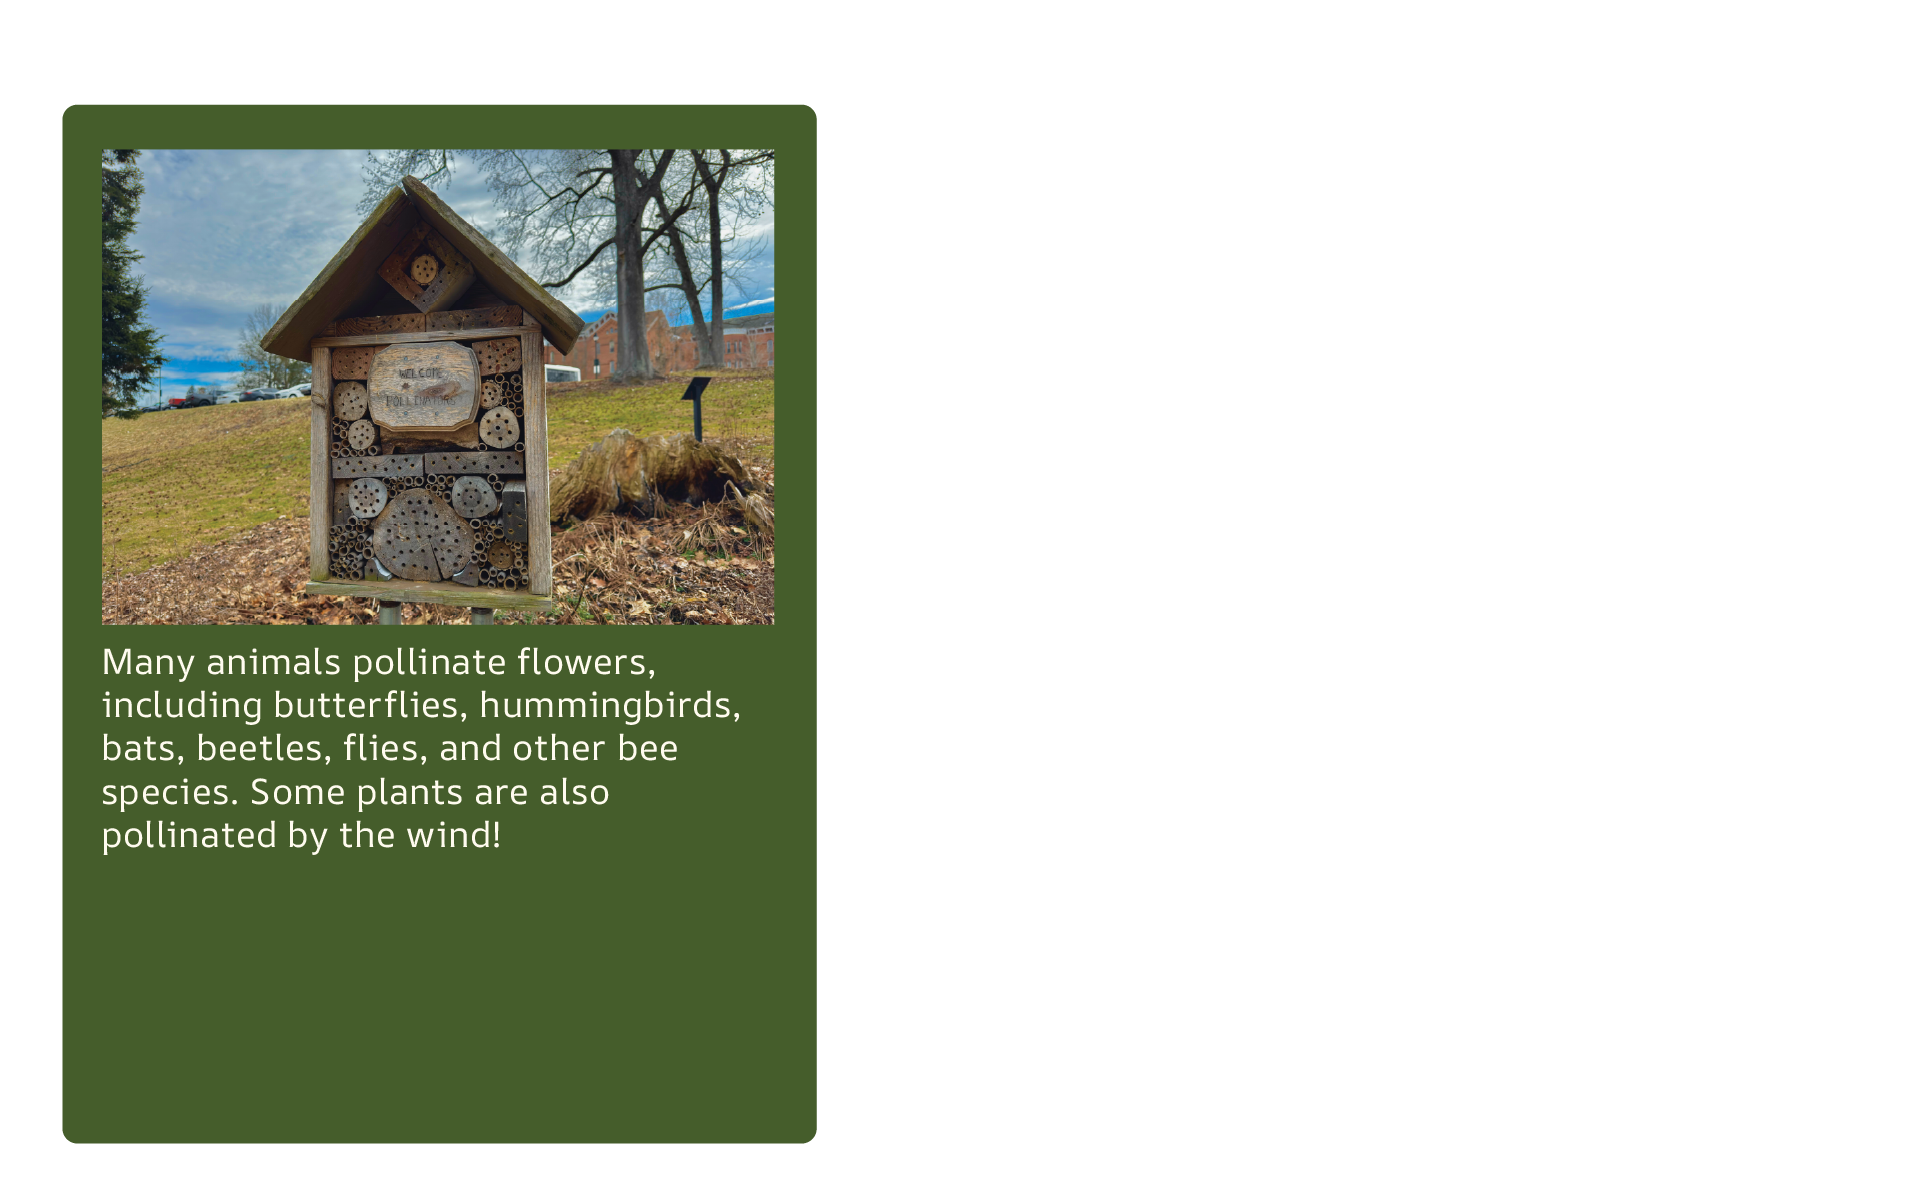 WELCOME
POLLINATORS
Many animals pollinate flowers,
including butterflies, hummingbirds,
bats, beetles, flies, and other bee
species. Some plants are also
pollinated by the wind!